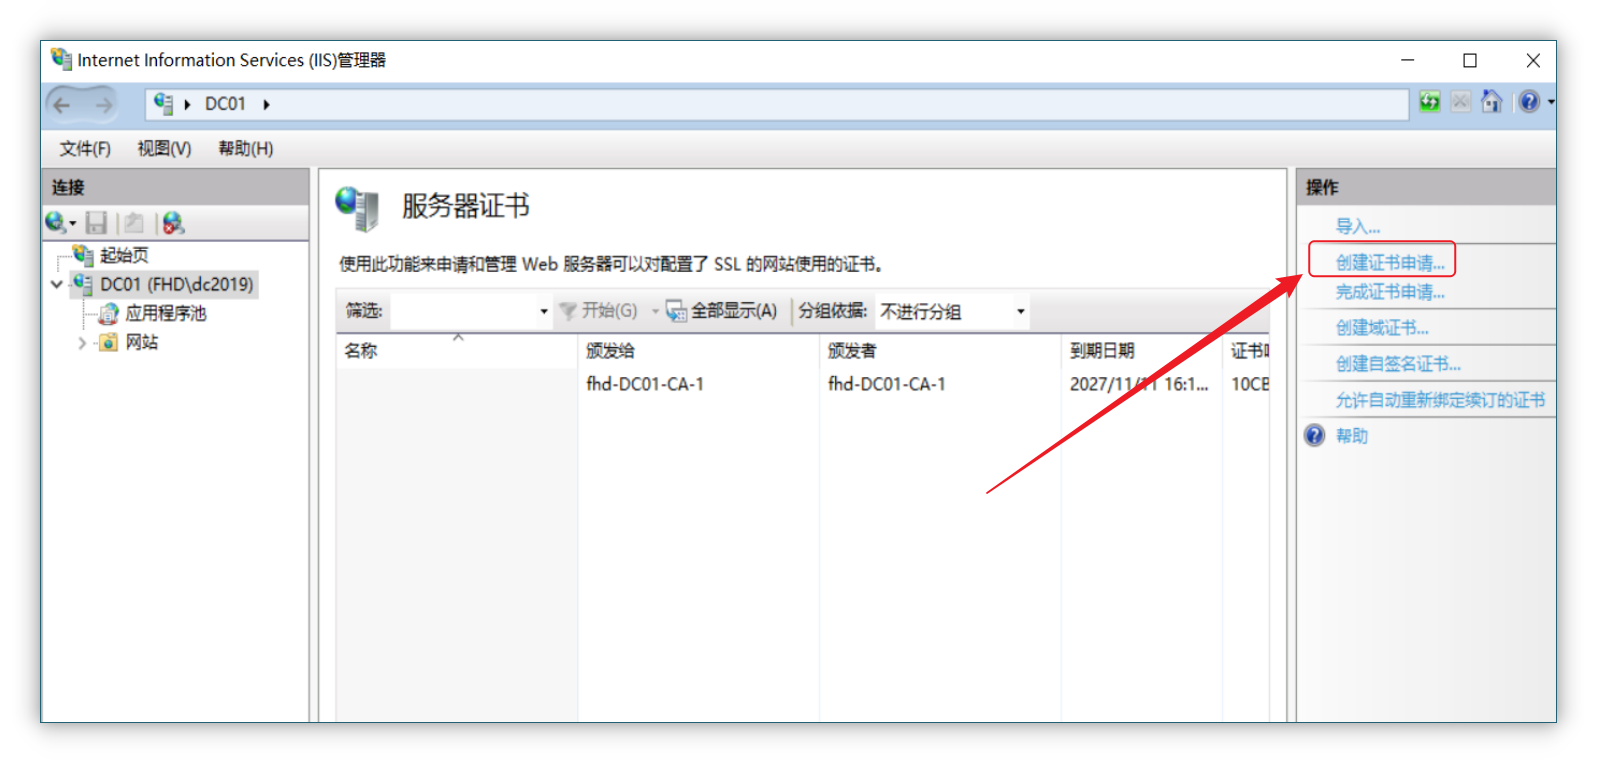 Internet Information Services (IIS)管理器
DC01
文件(F) 视图(V) 帮助(H)
连接
起始页
DC01 (FHD\dc2019)
应用程序池
网站
服务器证书
使用此功能来申请和管理 Web 服务器可以对配置了 SSL 的网站使用的证书。
筛选: 开始(G) 全部显示(A) 分组依据: 不进行分组
名称 颁发给 颁发者 到期日期 证书
fhd-DC01-CA-1 fhd-DC01-CA-1 2027/11/11 16:1... 10CB
操作
导入...
创建证书申请...
完成证书申请...
创建域证书...
创建自签名证书...
允许自动重新绑定续订的证书
帮助